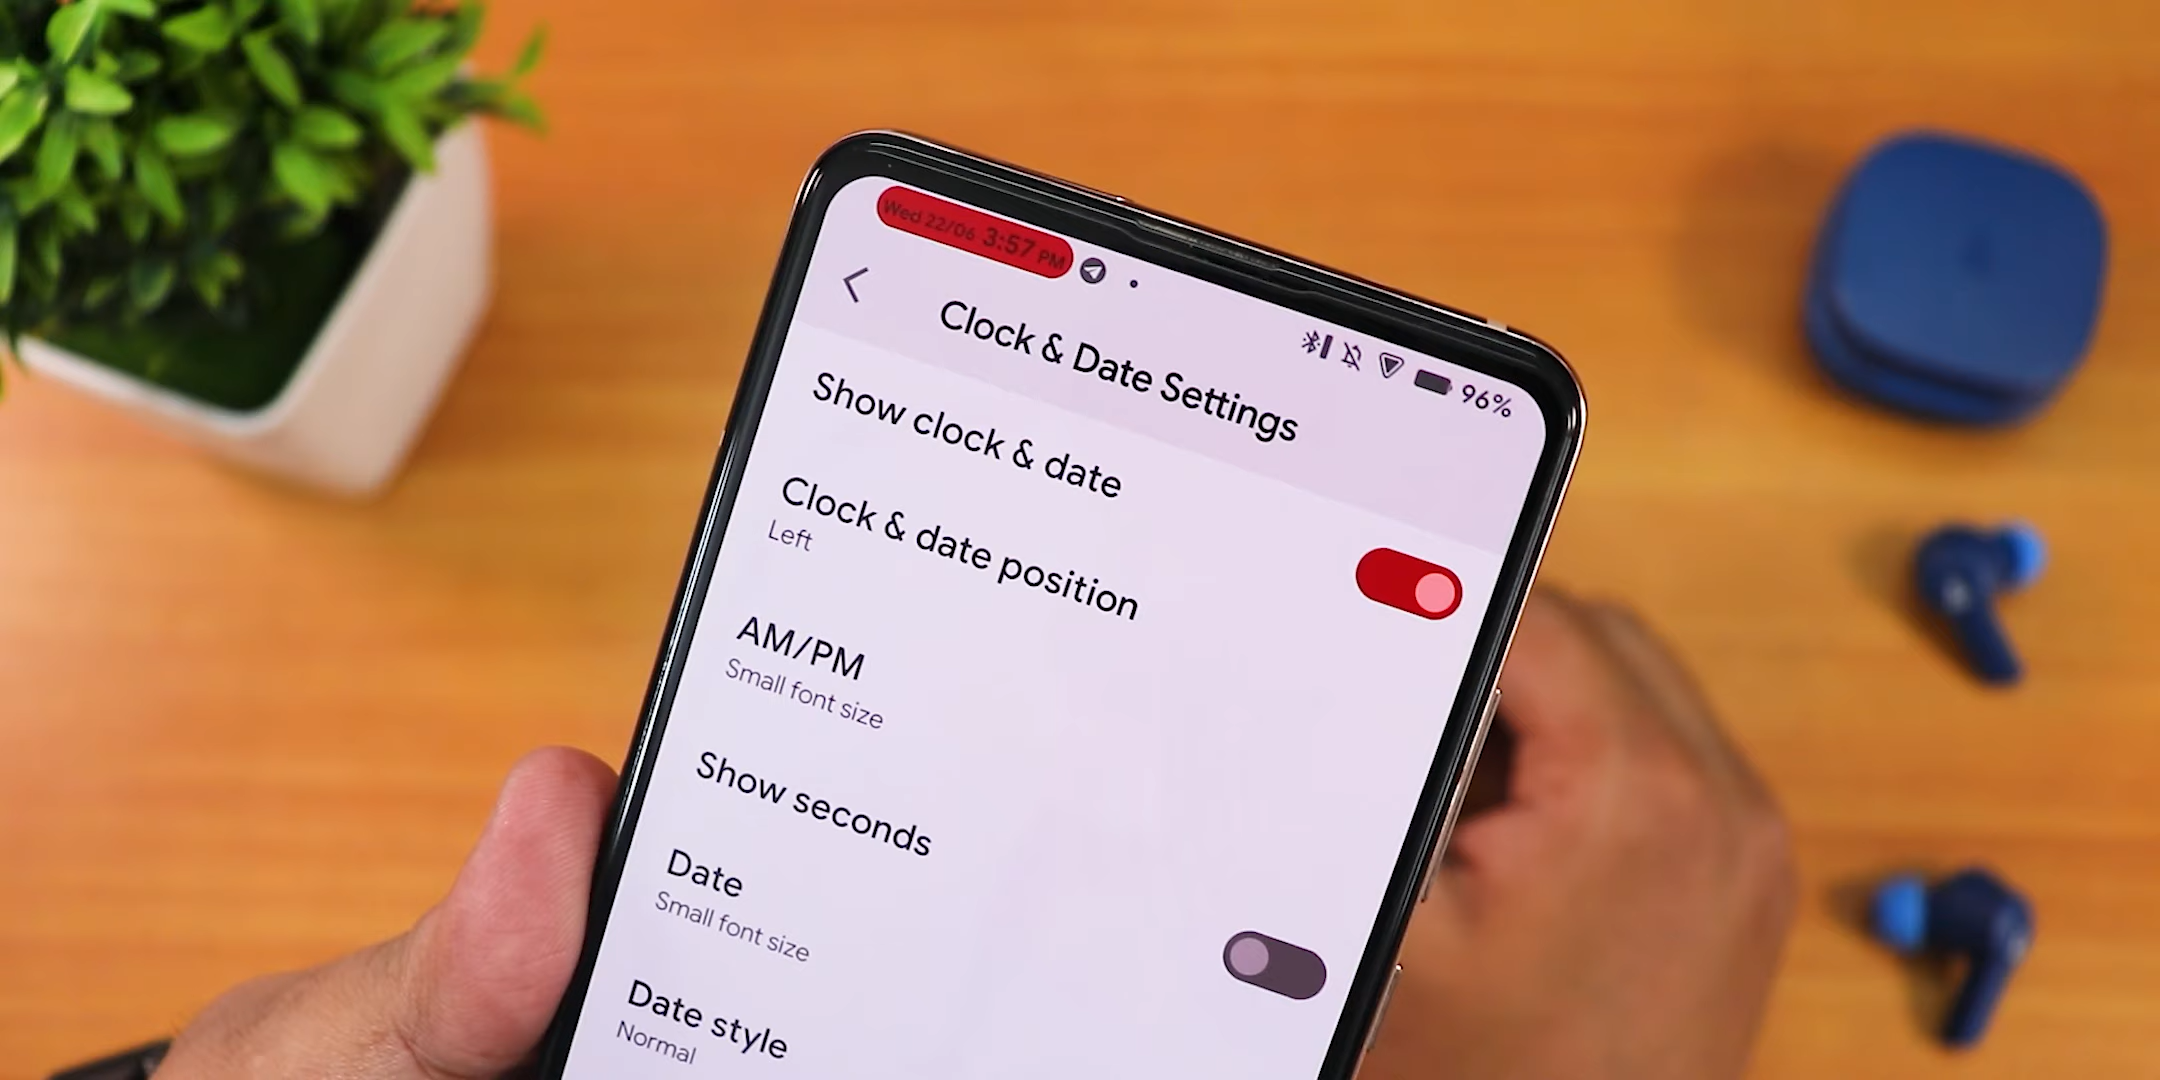 Wed 22/06 3:57 PM
96%
Clock & Date Settings
Show clock & date
Clock & date position
Left
AM/PM
Small font size
Show seconds
Date
Small font size
Date style
Normal